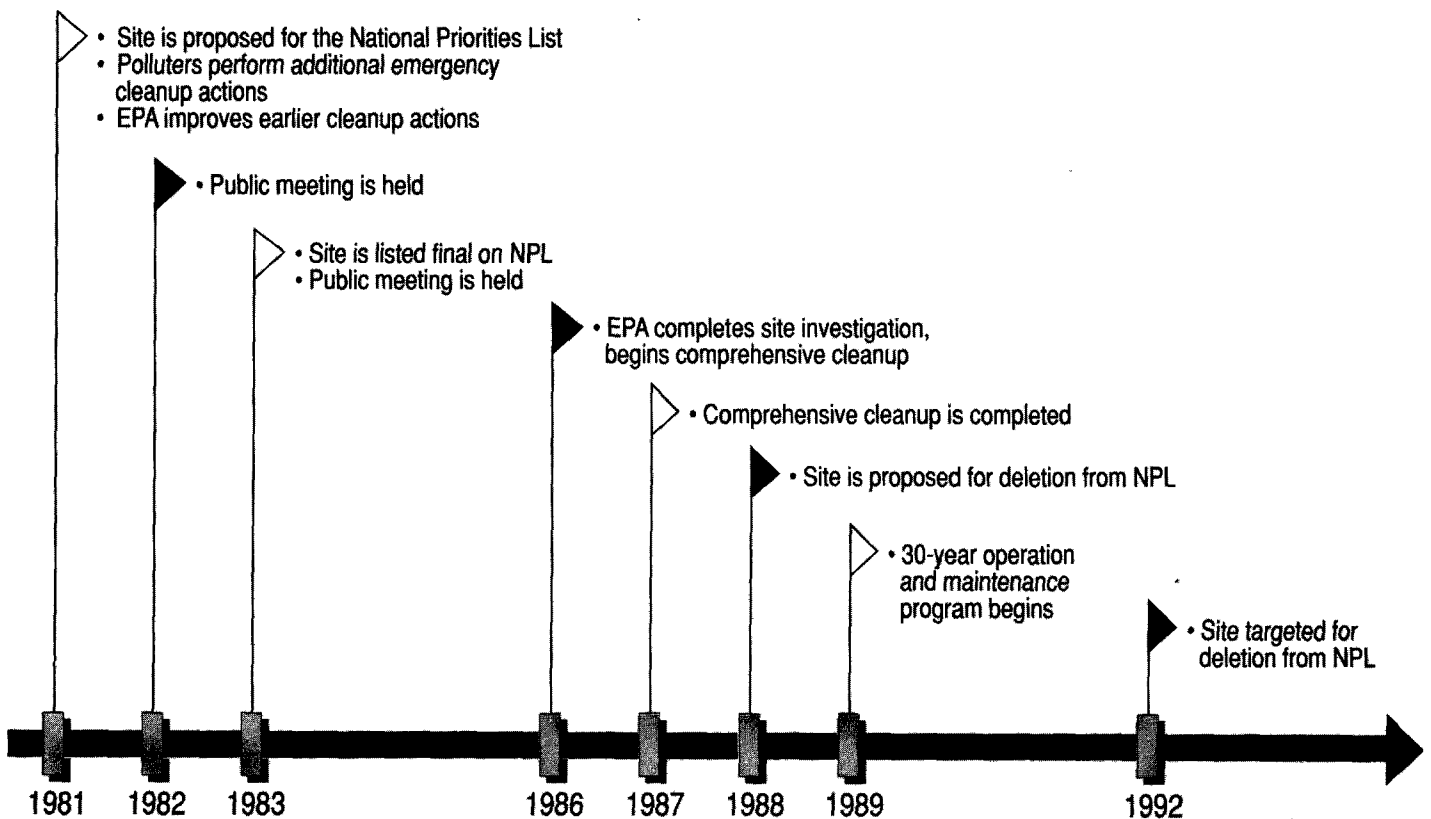 • Site is proposed for the National Priorities List
• Polluters perform additional emergency
cleanup actions
• EPA improves earlier cleanup actions
• Public meeting is held
• Site is listed final on NPL
• Public meeting is held
• EPA completes site investigation,
begins comprehensive cleanup
• Comprehensive cleanup is completed
• Site is proposed for deletion from NPL
• 30-year operation
and maintenance
program begins
• Site targeted for
deletion from NPL
1981 1982 1983 1986 1987 1988 1989 1992